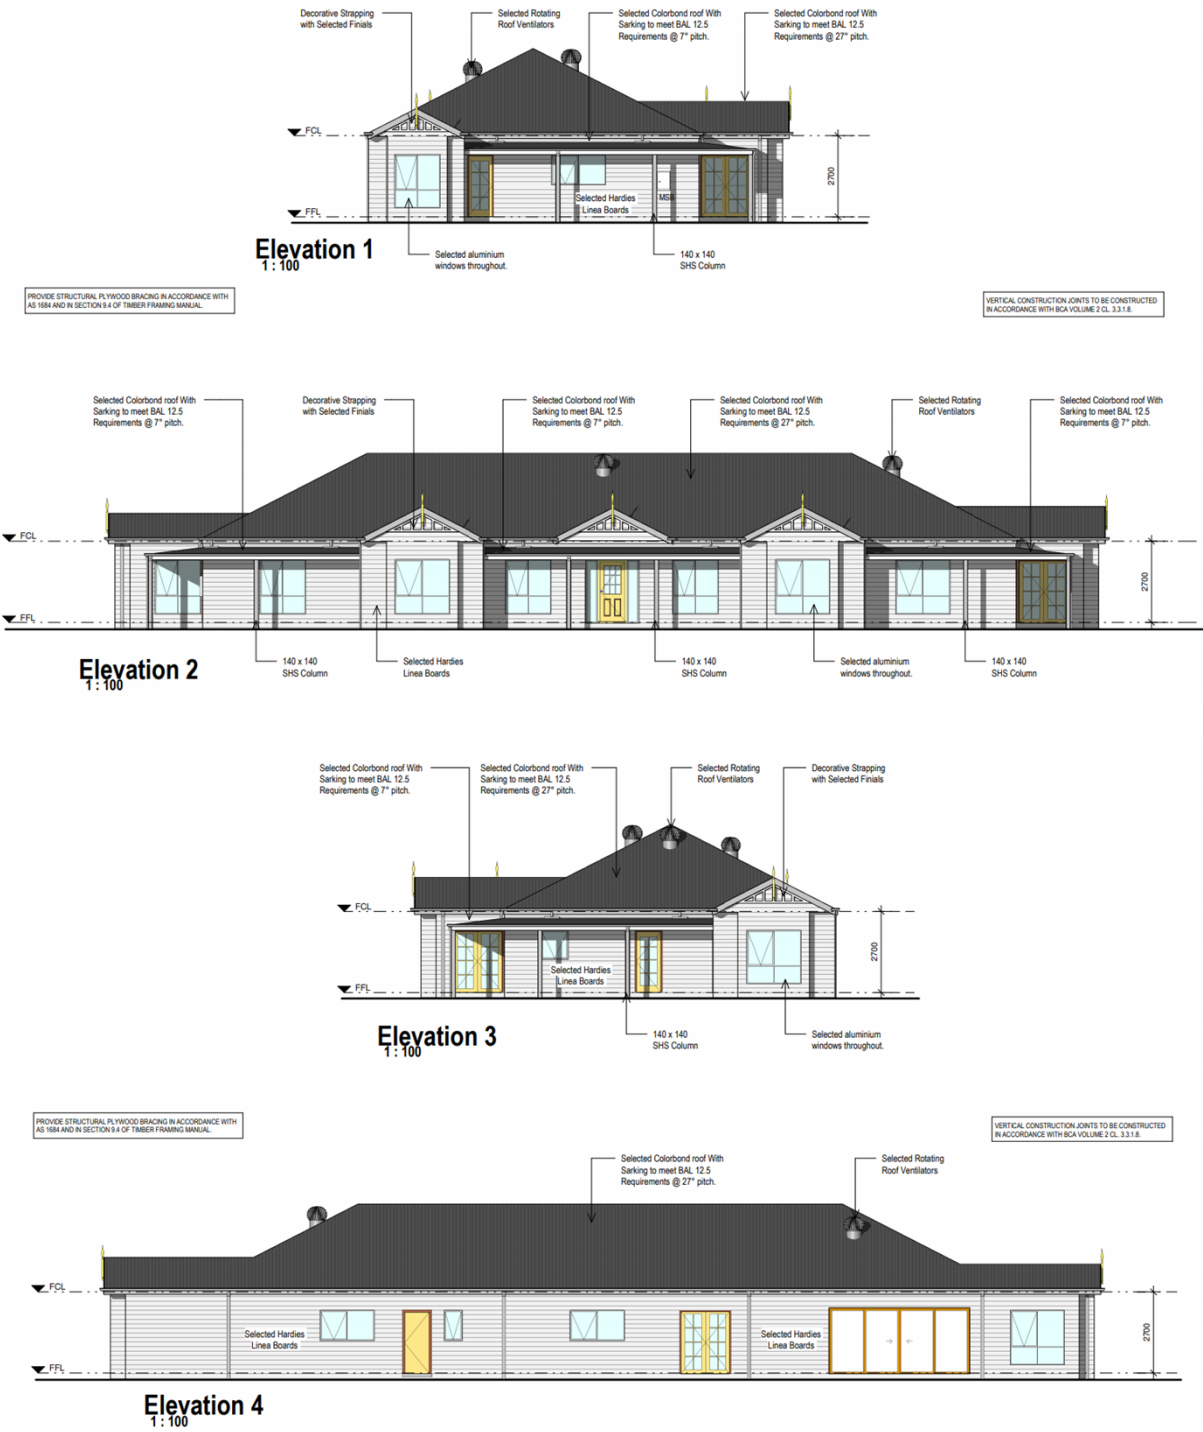 Decorative Strapping
with Selected Finials
Selected Rotating
Roof Ventilators
Selected Colorbond roof With
Sarking to meet BAL 12.5
Requirements @ 7° pitch.
Selected Colorbond roof With
Sarking to meet BAL 12.5
Requirements @ 27° pitch.
FCL
2700
MSB
Selected Hardies
Linea Boards
FFL
Elevation 1
1 : 100
Selected aluminium
windows throughout.
140 x 140
SHS Column
PROVIDE STRUCTURAL PLYWOOD BRACING IN ACCORDANCE WITH
AS 1684 AND IN SECTION 9.4 OF TIMBER FRAMING MANUAL.
VERTICAL CONSTRUCTION JOINTS TO BE CONSTRUCTED
IN ACCORDANCE WITH BCA VOLUME 2 CL. 3.3.1.8.
Selected Colorbond roof With
Sarking to meet BAL 12.5
Requirements @ 7° pitch.
Decorative Strapping
with Selected Finials
Selected Colorbond roof With
Sarking to meet BAL 12.5
Requirements @ 7° pitch.
Selected Colorbond roof With
Sarking to meet BAL 12.5
Requirements @ 27° pitch.
Selected Rotating
Roof Ventilators
Selected Colorbond roof With
Sarking to meet BAL 12.5
Requirements @ 7° pitch.
FCL
2700
FFL
Elevation 2
1 : 100
140 x 140
SHS Column
Selected Hardies
Linea Boards
140 x 140
SHS Column
Selected aluminium
windows throughout.
140 x 140
SHS Column
Selected Colorbond roof With
Sarking to meet BAL 12.5
Requirements @ 7° pitch.
Selected Colorbond roof With
Sarking to meet BAL 12.5
Requirements @ 27° pitch.
Selected Rotating
Roof Ventilators
Decorative Strapping
with Selected Finials
FCL
2700
Selected Hardies
Linea Boards
FFL
Elevation 3
1 : 100
140 x 140
SHS Column
Selected aluminium
windows throughout.
PROVIDE STRUCTURAL PLYWOOD BRACING IN ACCORDANCE WITH
AS 1684 AND IN SECTION 9.4 OF TIMBER FRAMING MANUAL.
VERTICAL CONSTRUCTION JOINTS TO BE CONSTRUCTED
IN ACCORDANCE WITH BCA VOLUME 2 CL. 3.3.1.8.
Selected Colorbond roof With
Sarking to meet BAL 12.5
Requirements @ 27° pitch.
Selected Rotating
Roof Ventilators
FCL
2700
Selected Hardies
Linea Boards
Selected Hardies
Linea Boards
FFL
Elevation 4
1 : 100